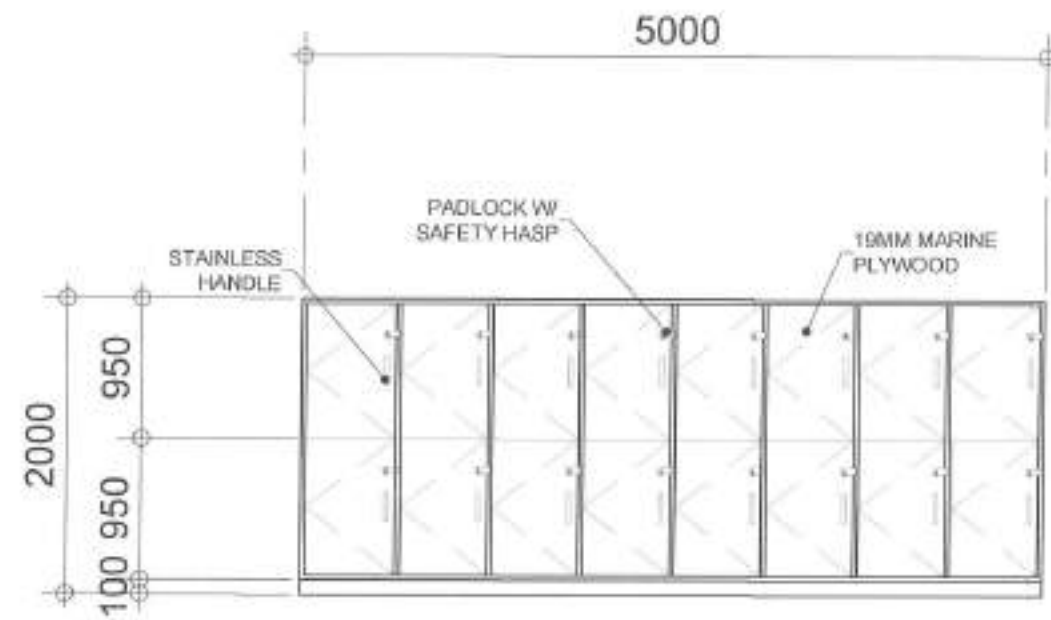 5000
PADLOCK W/
SAFETY HASP
19MM MARINE
PLYWOOD
STAINLESS
HANDLE
950
2000
950
100